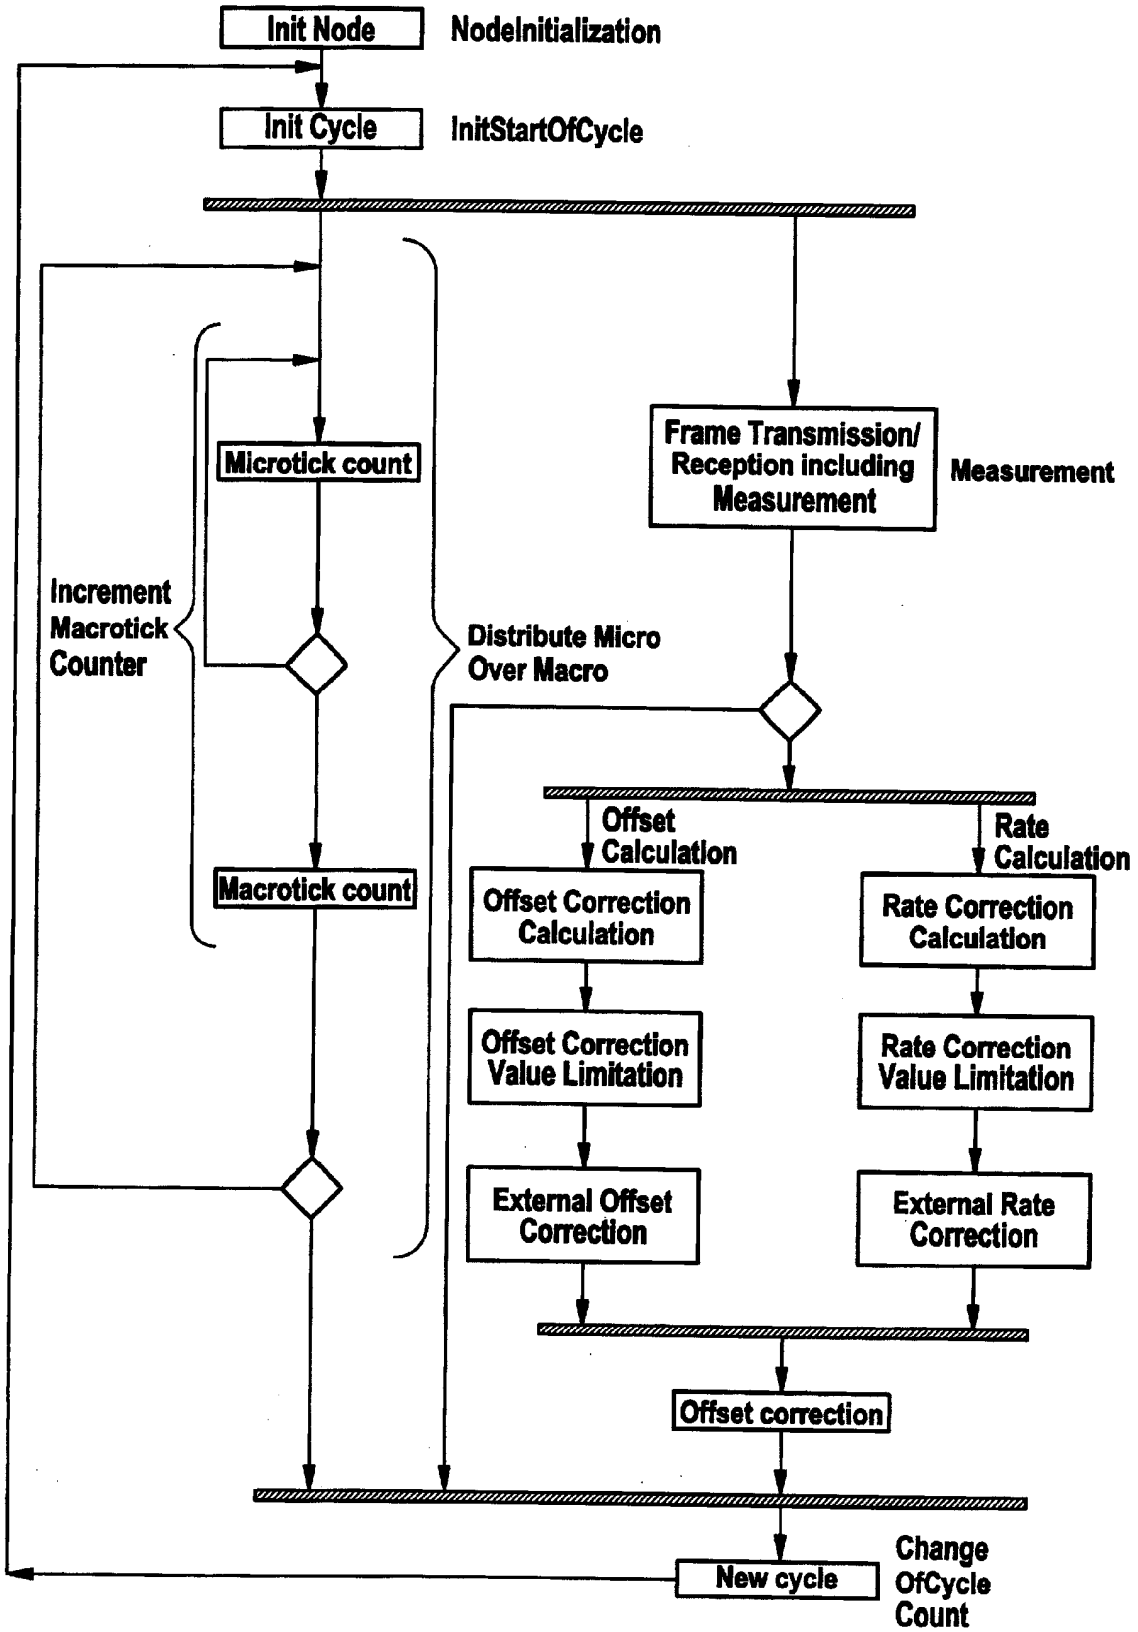 Init Node
NodeInitialization
Init Cycle
InitStartOfCycle
Microtick count
Frame Transmission/
Reception including
Measurement
Measurement
Increment
Macrotick
Counter
Distribute Micro
Over Macro
Offset
Calculation
Rate
Calculation
Macrotick count
Offset Correction
Calculation
Rate Correction
Calculation
Offset Correction
Value Limitation
Rate Correction
Value Limitation
External Offset
Correction
External Rate
Correction
Offset correction
New cycle
Change
OfCycle
Count